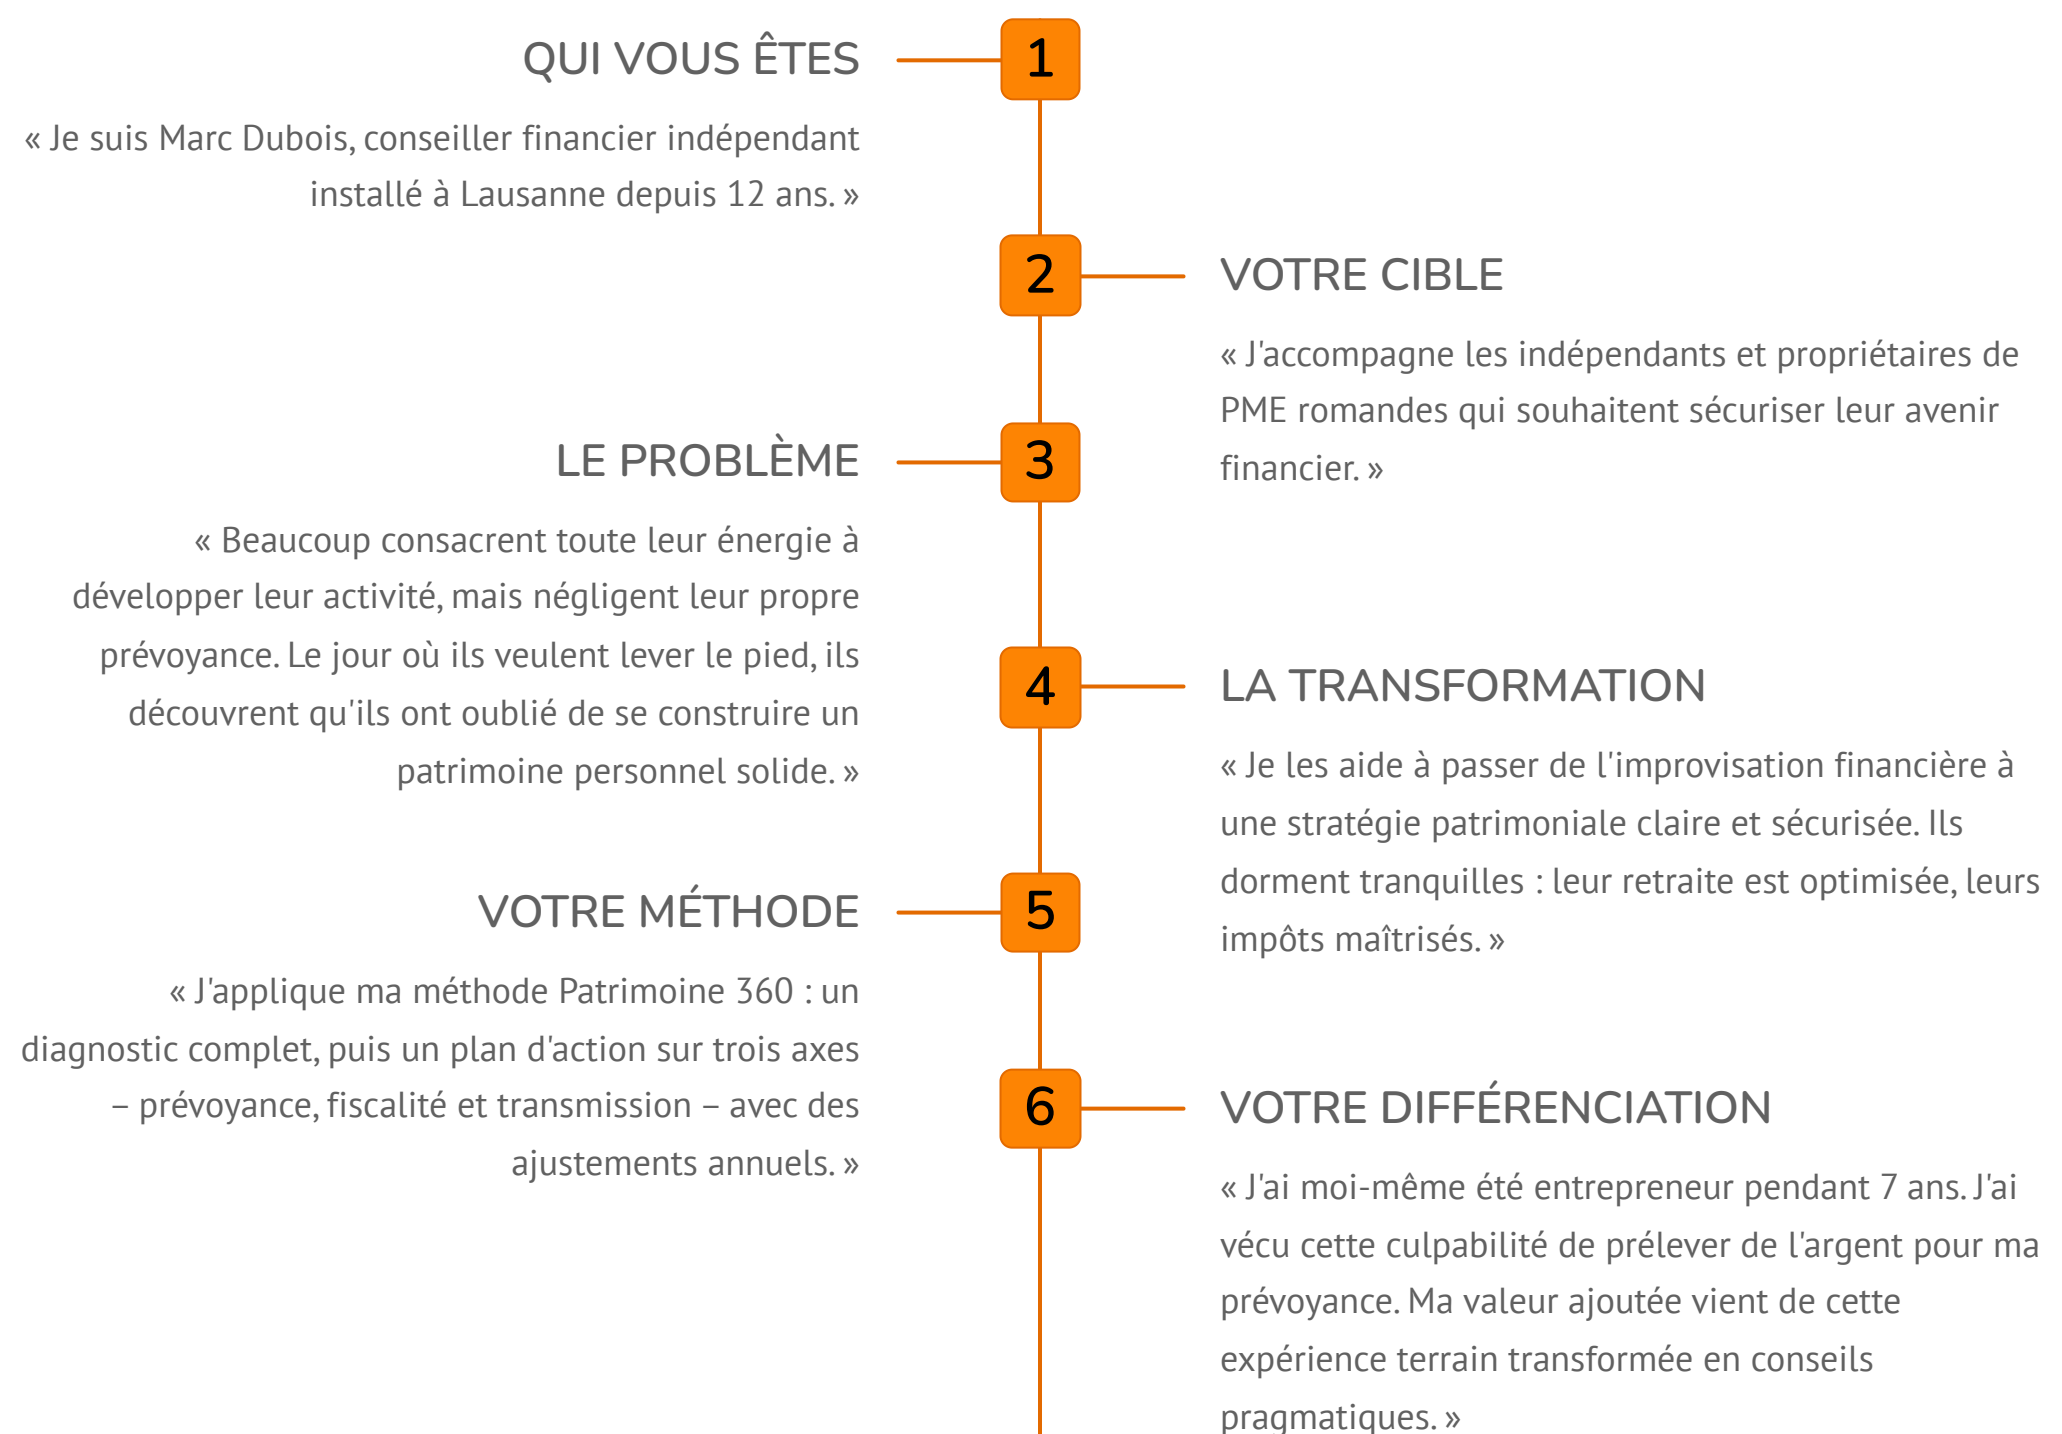 1
QUI VOUS ÊTES
« Je suis Marc Dubois, conseiller financier indépendant
installé à Lausanne depuis 12 ans. »
2
VOTRE CIBLE
« J'accompagne les indépendants et propriétaires de
PME romandes qui souhaitent sécuriser leur avenir
financier. »
3
LE PROBLÈME
« Beaucoup consacrent toute leur énergie à
développer leur activité, mais négligent leur propre
prévoyance. Le jour où ils veulent lever le pied, ils
découvrent qu'ils ont oublié de se construire un
patrimoine personnel solide. »
4
LA TRANSFORMATION
« Je les aide à passer de l'improvisation financière à
une stratégie patrimoniale claire et sécurisée. Ils
dorment tranquilles : leur retraite est optimisée, leurs
impôts maîtrisés. »
5
VOTRE MÉTHODE
« J'applique ma méthode Patrimoine 360 : un
diagnostic complet, puis un plan d'action sur trois axes
– prévoyance, fiscalité et transmission – avec des
ajustements annuels. »
6
VOTRE DIFFÉRENCIATION
« J'ai moi-même été entrepreneur pendant 7 ans. J'ai
vécu cette culpabilité de prélever de l'argent pour ma
prévoyance. Ma valeur ajoutée vient de cette
expérience terrain transformée en conseils
pragmatiques. »